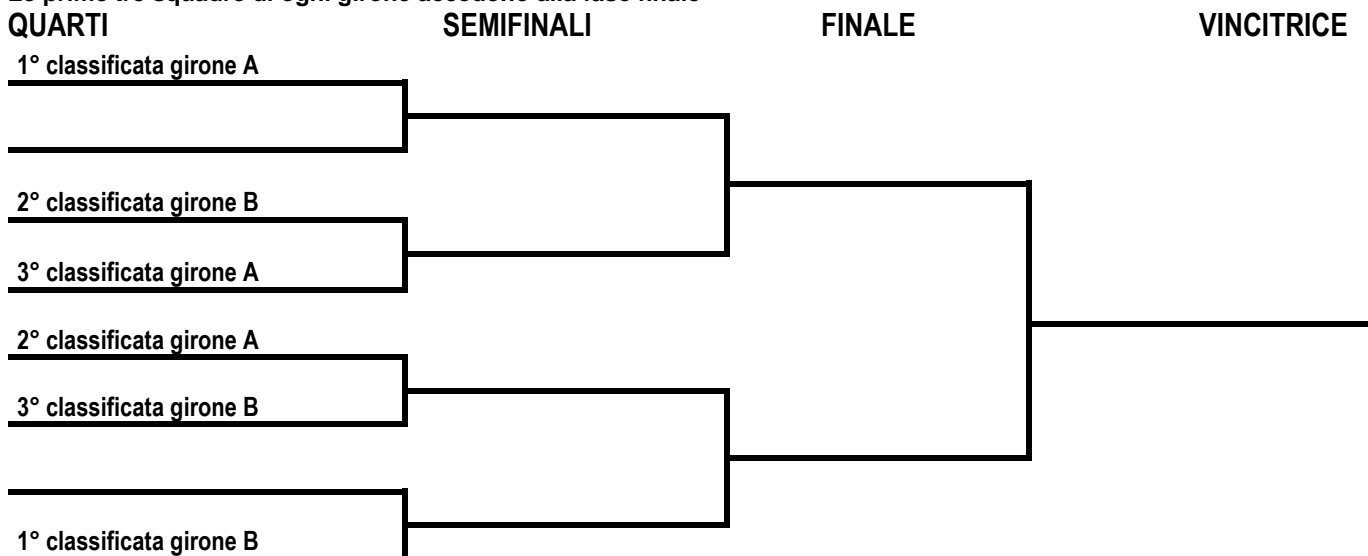 Le prime tre squadre di ogni girone accedono alla fase finale
QUARTI SEMIFINALI FINALE VINCITRICE
1° classificata girone A
2° classificata girone B
3° classificata girone A
2° classificata girone A
3° classificata girone B
1° classificata girone B